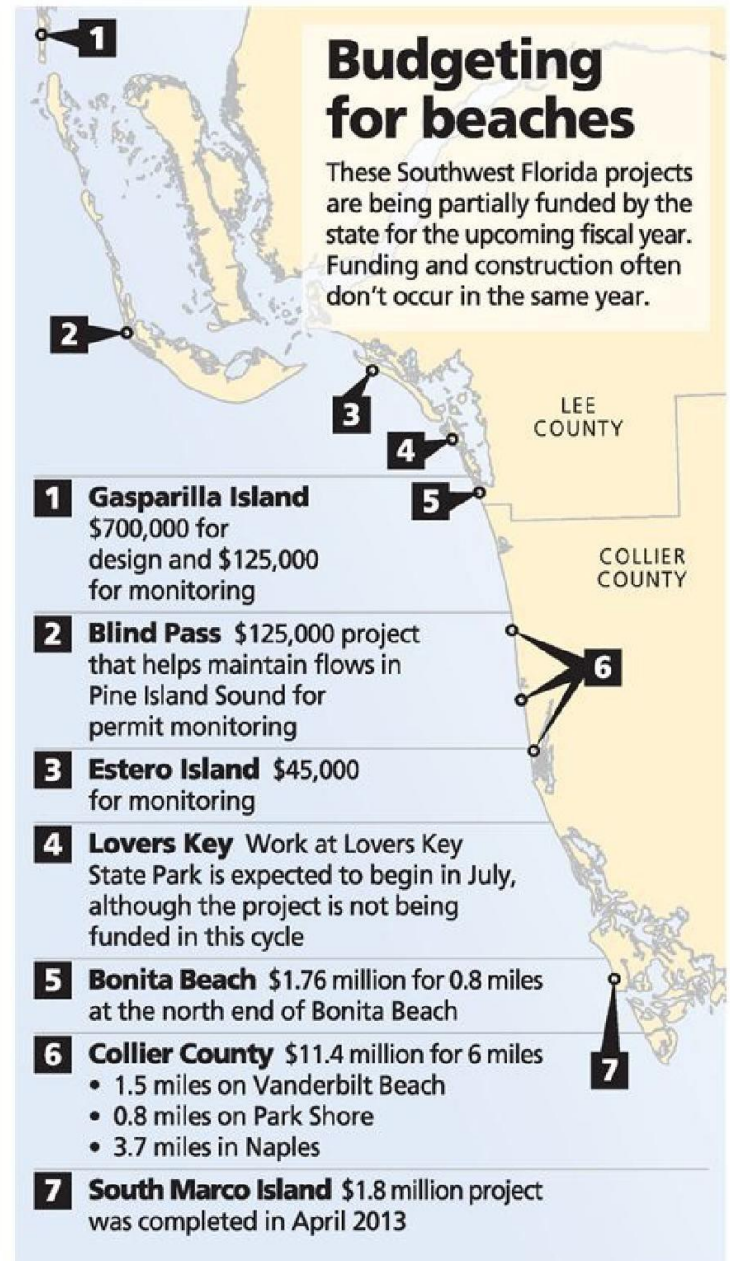 1
Budgeting
for beaches
These Southwest Florida projects
are being partially funded by the
state for the upcoming fiscal year.
Funding and construction often
don't occur in the same year.
2
3
LEE
COUNTY
4
5
COLLIER
COUNTY
6
7
1 Gasparilla Island
$700,000 for
design and $125,000
for monitoring
2 Blind Pass $125,000 project
that helps maintain flows in
Pine Island Sound for
permit monitoring
3 Estero Island $45,000
for monitoring
4 Lovers Key Work at Lovers Key
State Park is expected to begin in July,
although the project is not being
funded in this cycle
5 Bonita Beach $1.76 million for 0.8 miles
at the north end of Bonita Beach
6 Collier County $11.4 million for 6 miles
• 1.5 miles on Vanderbilt Beach
• 0.8 miles on Park Shore
• 3.7 miles in Naples
7 South Marco Island $1.8 million project
was completed in April 2013